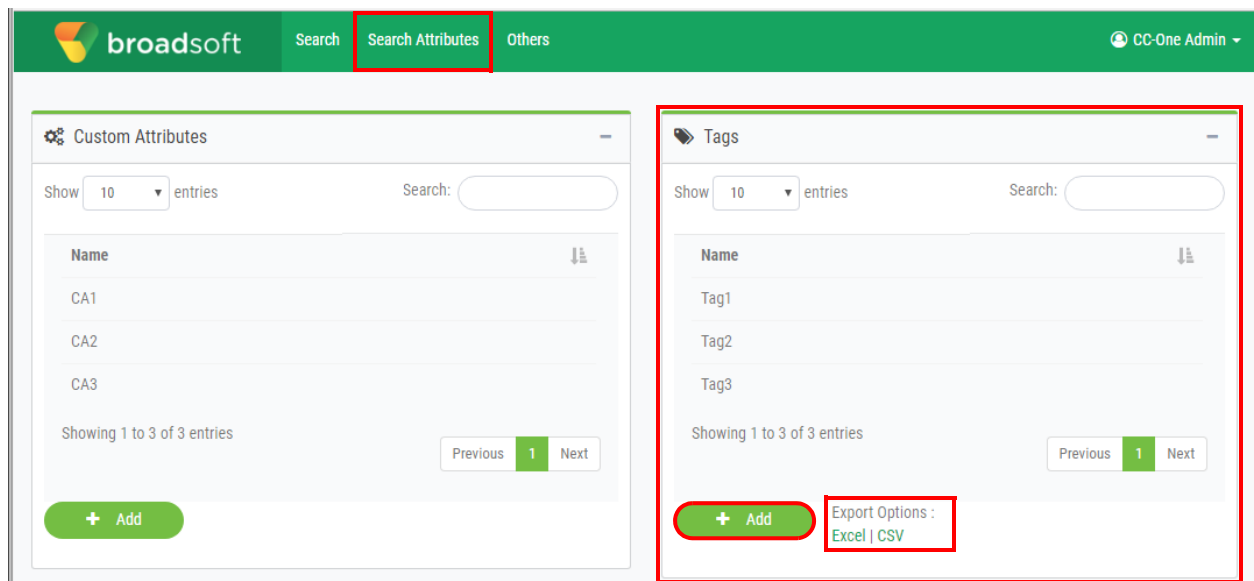 broadsoft Search Search Attributes Others CC-One Admin
Custom Attributes
Show 10 entries Search:
Name
CA1
CA2
CA3
Showing 1 to 3 of 3 entries
Previous 1 Next
+ Add
Tags
Show 10 entries Search:
Name
Tag1
Tag2
Tag3
Showing 1 to 3 of 3 entries
Previous 1 Next
+ Add
Export Options :
Excel | CSV